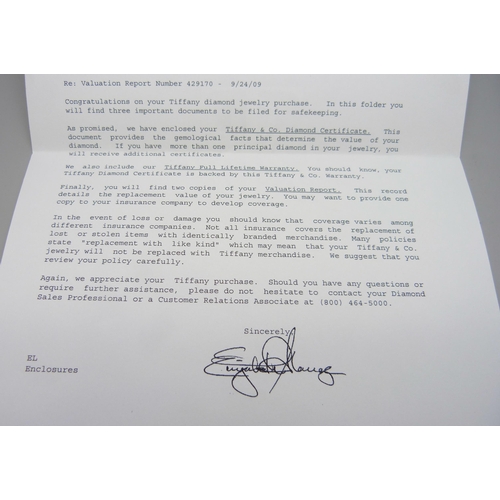 Re: Valuation Report Number 429170 - 9/24/09
Congratulations on your Tiffany diamond jewelry purchase. In this folder you
will find three important documents to be filed for safekeeping.
As promised, we have enclosed your Tiffany & Co. Diamond Certificate. This
document provides the gemological facts that determine the value of your
diamond. If you have more than one principal diamond in your jewelry, you
will receive additional certificates.
We also include our Tiffany Full Lifetime Warranty. You should know, your
Tiffany Diamond Certificate is backed by this Tiffany & Co. Warranty.
Finally, you will find two copies of your Valuation Report. This record
details the replacement value of your jewelry. You may want to provide one
copy to your insurance company to develop coverage.
In the event of loss or damage you should know that coverage varies among
different insurance companies. Not all insurance covers the replacement of
lost or stolen items with identically branded merchandise. Many policies
state "replacement with like kind" which may mean that your Tiffany & Co.
jewelry will not be replaced with Tiffany merchandise. We suggest that you
review your policy carefully.
Again, we appreciate your Tiffany purchase. Should you have any questions or
require further assistance, please do not hesitate to contact your Diamond
Sales Professional or a Customer Relations Associate at (800) 464-5000.
Sincerely,
EL
Enclosures